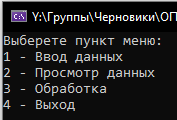 Y:\Группы\Черновики\ОП
Выберете пункт меню:
1 - Ввод данных
2 - Просмотр данных
3 - Обработка
4 - Выход